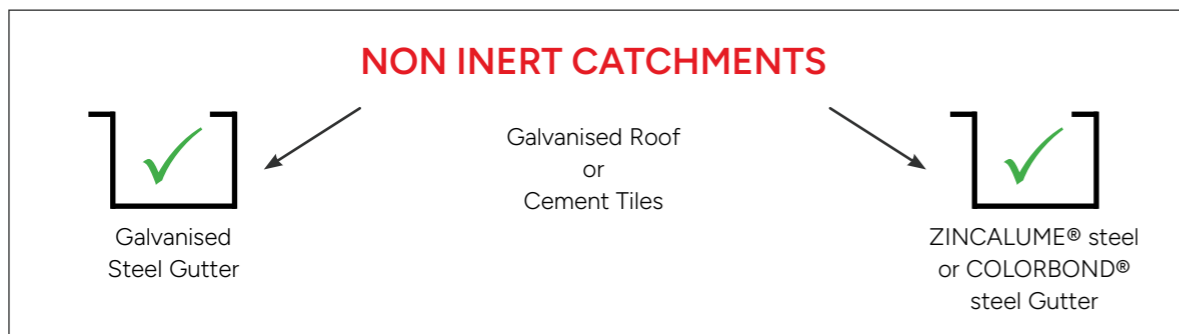 NON INERT CATCHMENTS
Galvanised Roof
or
Cement Tiles
Galvanised
Steel Gutter
ZINCALUME® steel
or COLORBOND®
steel Gutter